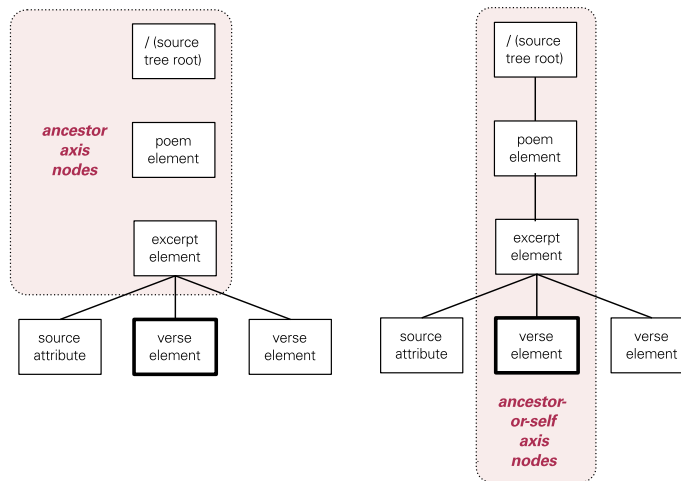 / (source
tree root)
ancestor
axis
nodes
poem
element
excerpt
element
source
attribute
verse
element
verse
element
/ (source
tree root)
poem
element
excerpt
element
source
attribute
verse
element
verse
element
ancestor-
or-self
axis
nodes